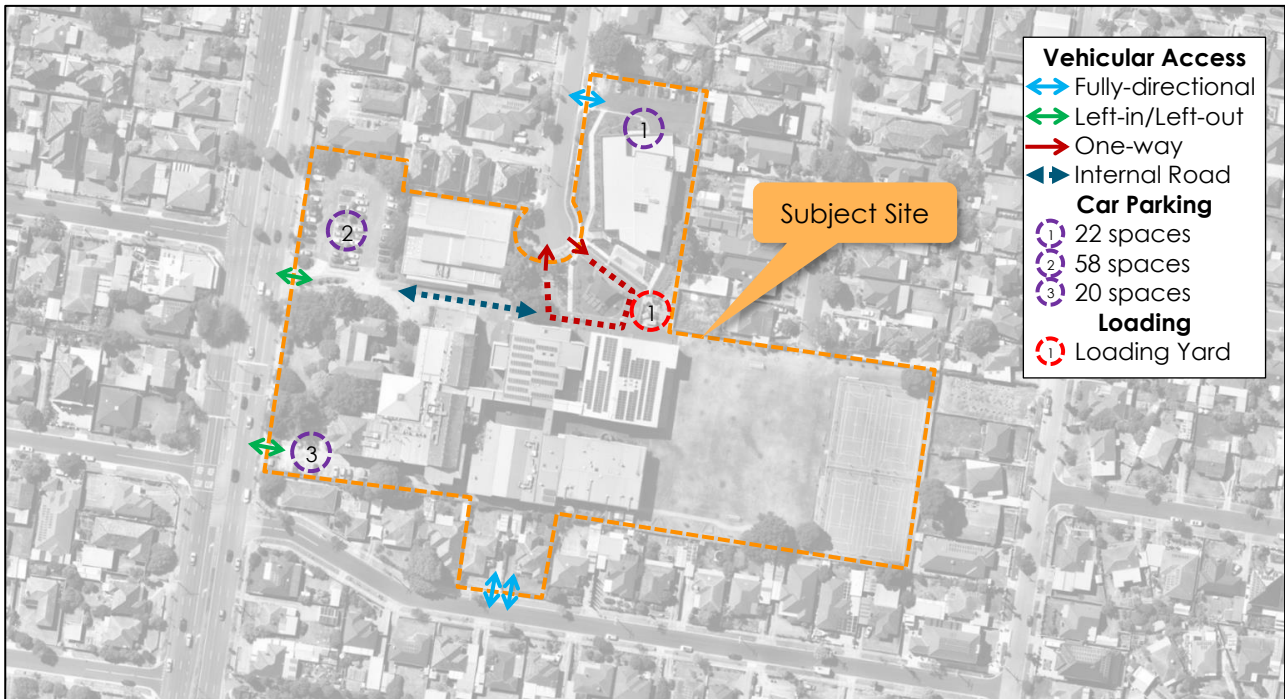 Vehicular Access
Fully-directional
Left-in/Left-out
One-way
Internal Road
Car Parking
1 22 spaces
2 58 spaces
3 20 spaces
Loading
1 Loading Yard
1
2
Subject Site
1
3